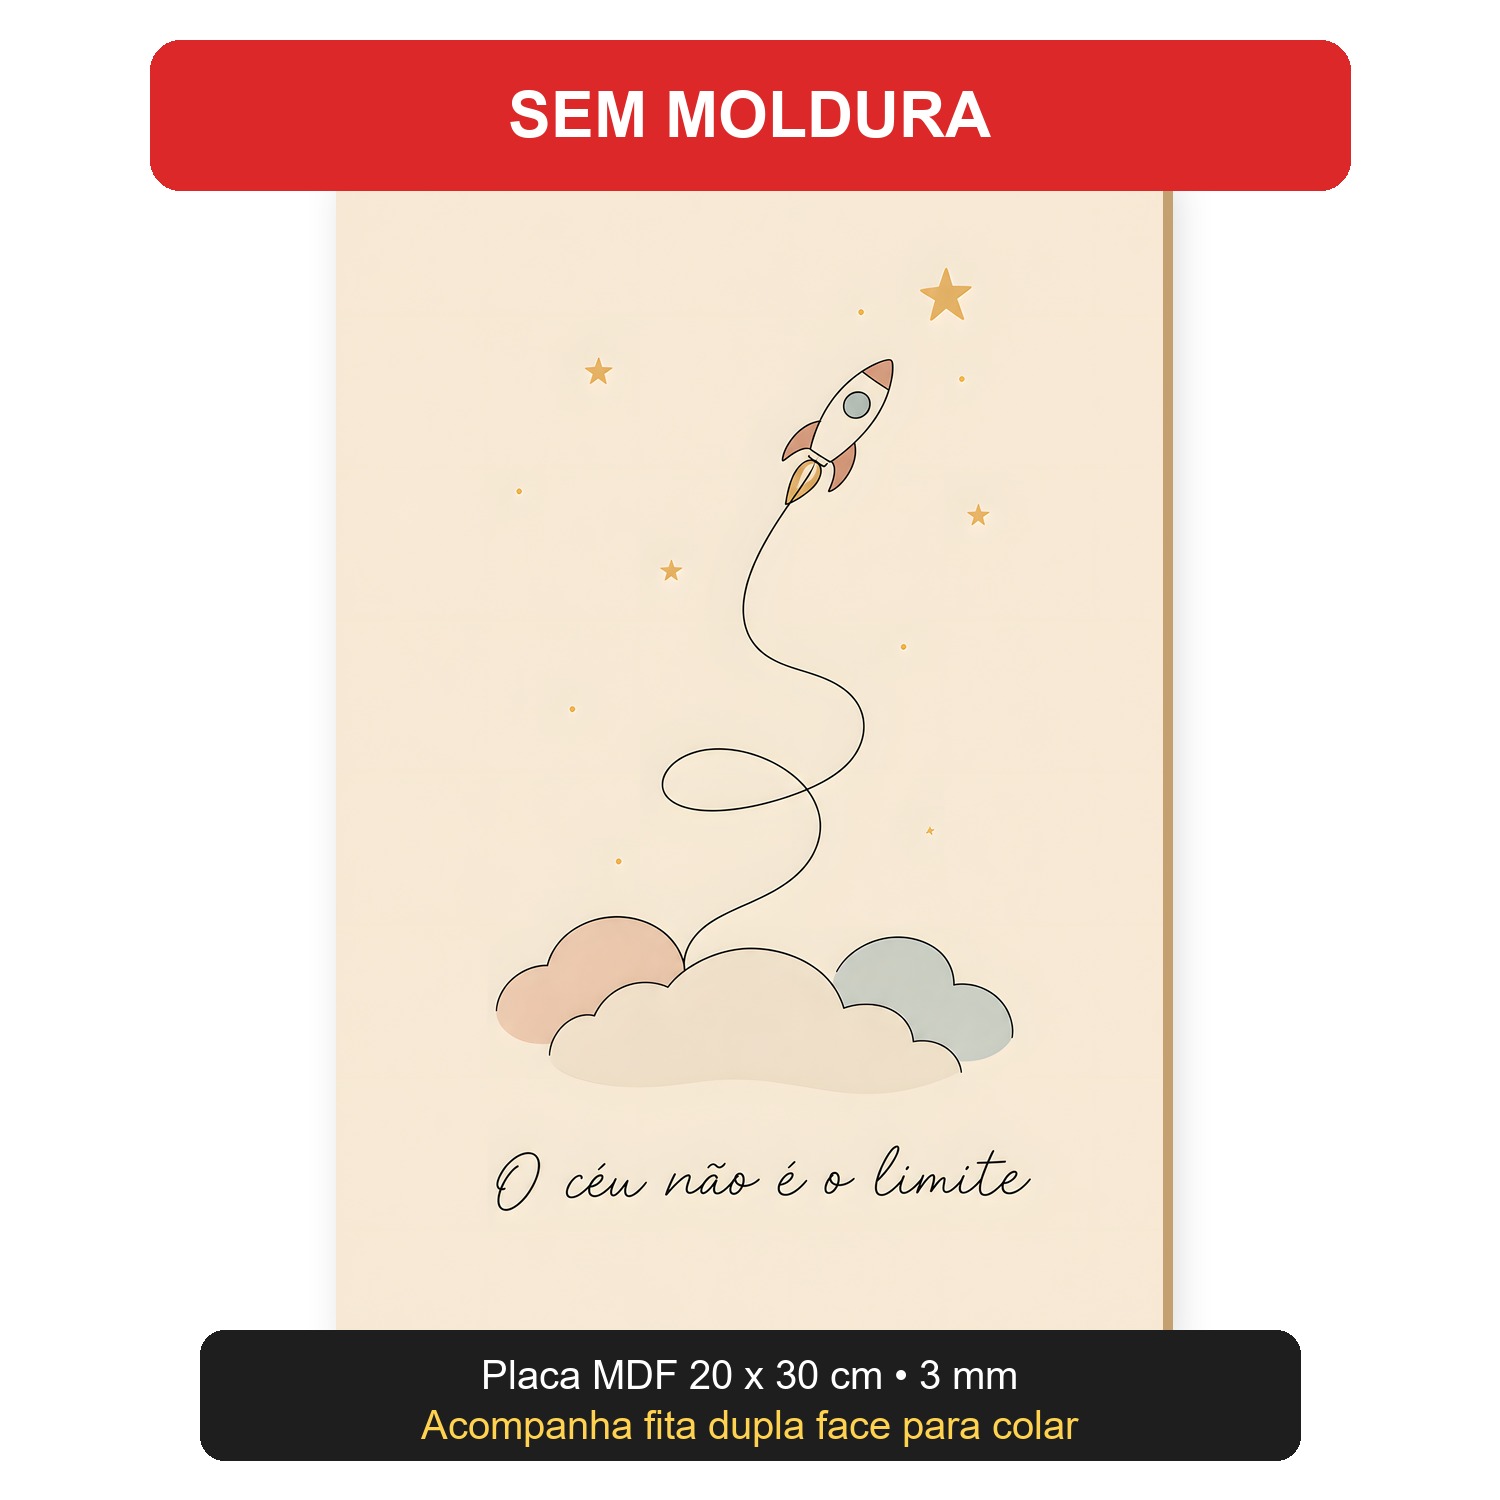 SEM MOLDURA
O céu não é o limite
Placa MDF 20 x 30 cm • 3 mm
Acompanha fita dupla face para colar